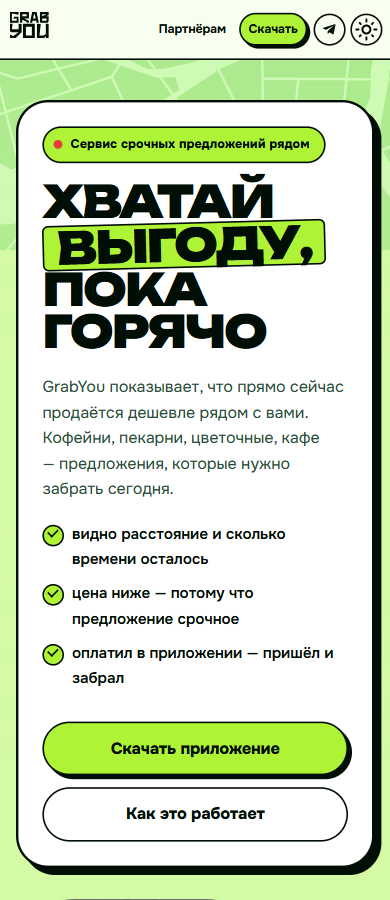 GRAB
YOU
Партнёрам
Скачать
Сервис срочных предложений рядом
ХВАТАЙ
ВЫГОДУ,
ПОКА
ГОРЯЧО
GrabYou показывает, что прямо сейчас
продаётся дешевле рядом с вами.
Кофейни, пекарни, цветочные, кафе
— предложения, которые нужно
забрать сегодня.
видно расстояние и сколько
времени осталось
цена ниже — потому что
предложение срочное
оплатил в приложении — пришёл и
забрал
Скачать приложение
Как это работает